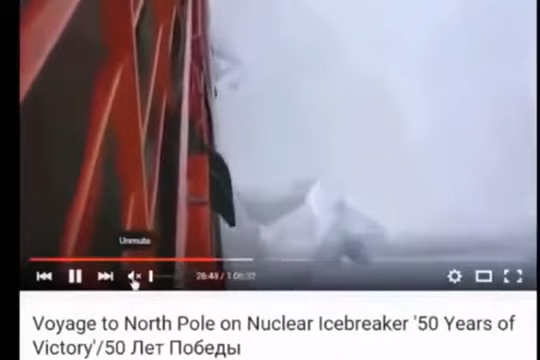 Unmute
26:48 / 1:06:32
Voyage to North Pole on Nuclear Icebreaker '50 Years of
Victory'/50 Лет Победы